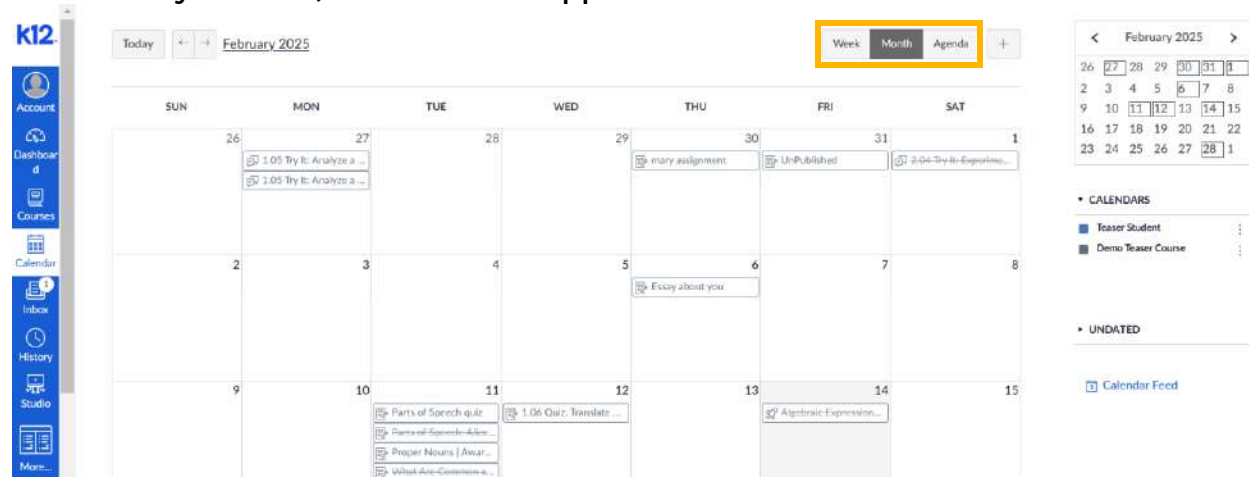 k12
Account
Dashboar
d
Courses
Calendar
1
Inbox
History
Studio
More...
Today ← → February 2025
Week Month Agenda +
SUN MON TUE WED THU FRI SAT
26 27 28 29 30 31 1
1.05 Try It: Analyze a ...
mary assignment
UnPublished
2.04 Try It: Experime...
1.05 Try It: Analyze a ...
2 3 4 5 6 7 8
Essay about you
9 10 11 12 13 14 15
Parts of Speech quiz
1.06 Quiz: Translate ...
Algebraic Expression...
Parts of Speech: Alice...
Proper Nouns | Awar...
What Are Common a...
< February 2025 >
26 27 28 29 30 31 1
2 3 4 5 6 7 8
9 10 11 12 13 14 15
16 17 18 19 20 21 22
23 24 25 26 27 28 1
CALENDARS
Teaser Student
Demo Teaser Course
UNDATED
Calendar Feed